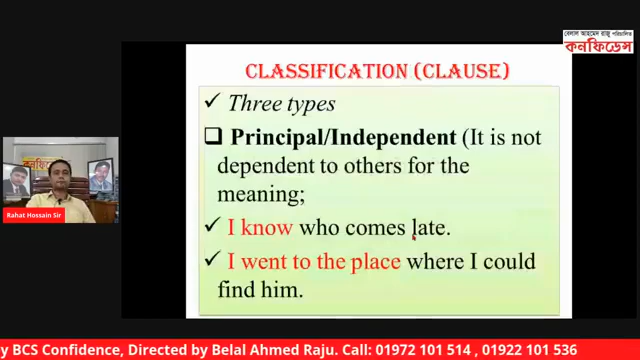 বেলাল আহমেদ রাজু পরিচালিত
কনফিডেন্স
CLASSIFICATION (CLAUSE)
✓ Three types
❑ Principal/Independent (It is not
dependent to others for the
meaning;
✓ I know who comes late.
✓ I went to the place where I could
find him.
কনফিডেন্স
Rahat Hossain Sir
y BCS Confidence, Directed by Belal Ahmed Raju. Call: 01972 101 514 , 01922 101 536